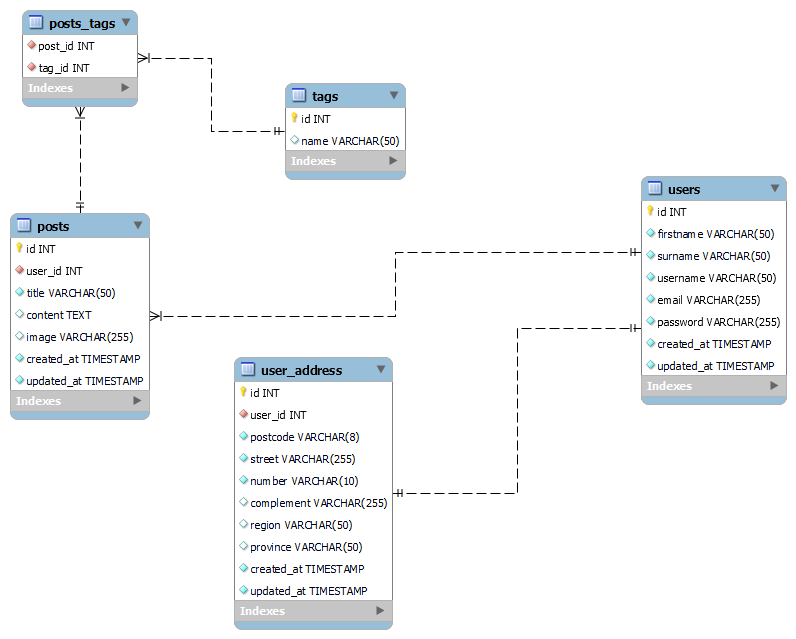 posts_tags
post_id INT
tag_id INT
Indexes
tags
id INT
name VARCHAR(50)
Indexes
users
id INT
firstname VARCHAR(50)
surname VARCHAR(50)
username VARCHAR(50)
email VARCHAR(255)
password VARCHAR(255)
created_at TIMESTAMP
updated_at TIMESTAMP
Indexes
posts
id INT
user_id INT
title VARCHAR(50)
content TEXT
image VARCHAR(255)
created_at TIMESTAMP
updated_at TIMESTAMP
Indexes
user_address
id INT
user_id INT
postcode VARCHAR(8)
street VARCHAR(255)
number VARCHAR(10)
complement VARCHAR(255)
region VARCHAR(50)
province VARCHAR(50)
created_at TIMESTAMP
updated_at TIMESTAMP
Indexes